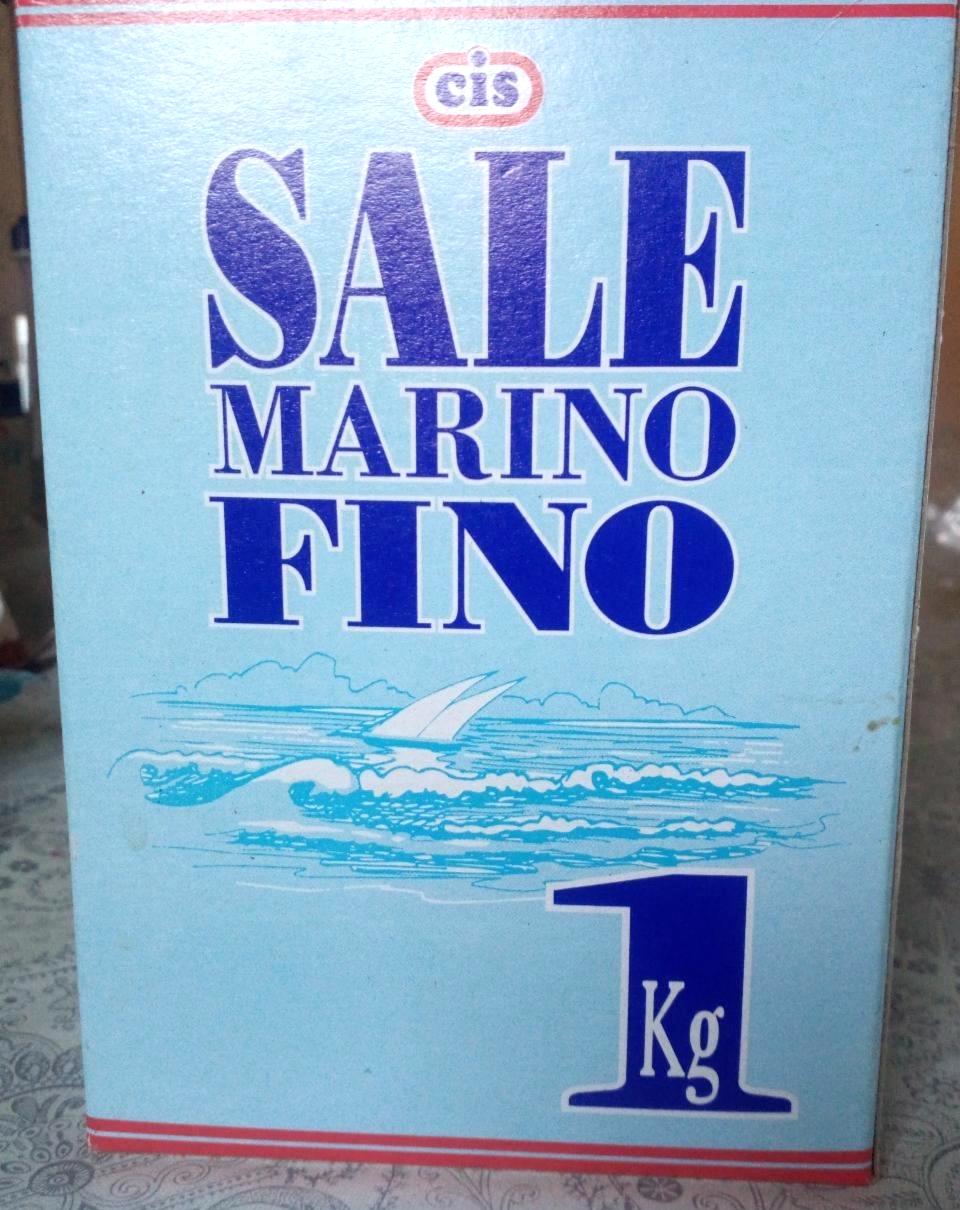 cis
SALE
MARINO
FINO
1
Kg